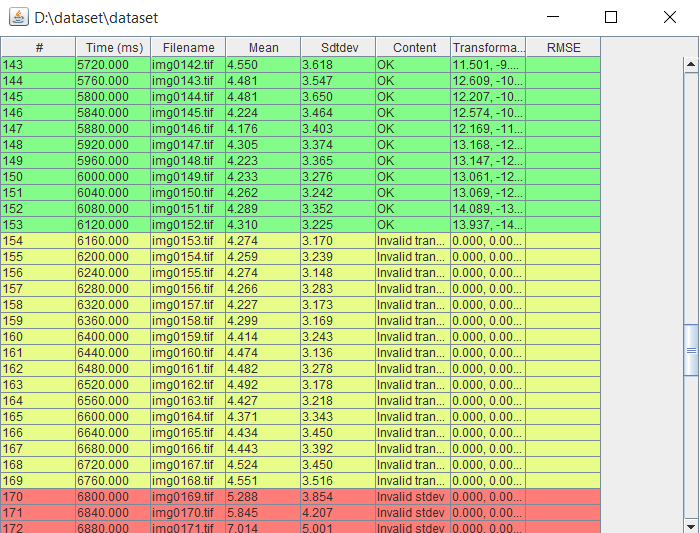 D:\dataset\dataset
# Time (ms) Filename Mean Sdtdev Content Transforma... RMSE
143 5720.000 img0142.tif 4.550 3.618 OK 11.501, -9....
144 5760.000 img0143.tif 4.481 3.547 OK 12.609, -10...
145 5800.000 img0144.tif 4.481 3.650 OK 12.207, -10...
146 5840.000 img0145.tif 4.224 3.464 OK 12.574, -10...
147 5880.000 img0146.tif 4.176 3.403 OK 12.169, -11...
148 5920.000 img0147.tif 4.305 3.374 OK 13.168, -12...
149 5960.000 img0148.tif 4.223 3.365 OK 13.147, -12...
150 6000.000 img0149.tif 4.233 3.276 OK 13.061, -12...
151 6040.000 img0150.tif 4.262 3.242 OK 13.069, -12...
152 6080.000 img0151.tif 4.289 3.352 OK 14.089, -13...
153 6120.000 img0152.tif 4.310 3.225 OK 13.937, -14...
154 6160.000 img0153.tif 4.274 3.170 Invalid tran... 0.000, 0.00...
155 6200.000 img0154.tif 4.259 3.239 Invalid tran... 0.000, 0.00...
156 6240.000 img0155.tif 4.274 3.148 Invalid tran... 0.000, 0.00...
157 6280.000 img0156.tif 4.266 3.283 Invalid tran... 0.000, 0.00...
158 6320.000 img0157.tif 4.227 3.173 Invalid tran... 0.000, 0.00...
159 6360.000 img0158.tif 4.299 3.169 Invalid tran... 0.000, 0.00...
160 6400.000 img0159.tif 4.414 3.243 Invalid tran... 0.000, 0.00...
161 6440.000 img0160.tif 4.474 3.136 Invalid tran... 0.000, 0.00...
162 6480.000 img0161.tif 4.482 3.278 Invalid tran... 0.000, 0.00...
163 6520.000 img0162.tif 4.492 3.178 Invalid tran... 0.000, 0.00...
164 6560.000 img0163.tif 4.427 3.218 Invalid tran... 0.000, 0.00...
165 6600.000 img0164.tif 4.371 3.343 Invalid tran... 0.000, 0.00...
166 6640.000 img0165.tif 4.434 3.450 Invalid tran... 0.000, 0.00...
167 6680.000 img0166.tif 4.443 3.392 Invalid tran... 0.000, 0.00...
168 6720.000 img0167.tif 4.524 3.450 Invalid tran... 0.000, 0.00...
169 6760.000 img0168.tif 4.551 3.516 Invalid tran... 0.000, 0.00...
170 6800.000 img0169.tif 5.288 3.854 Invalid stdev 0.000, 0.00...
171 6840.000 img0170.tif 5.845 4.207 Invalid stdev 0.000, 0.00...
172 6880.000 img0171.tif 7.014 5.001 Invalid stdev 0.000, 0.00...